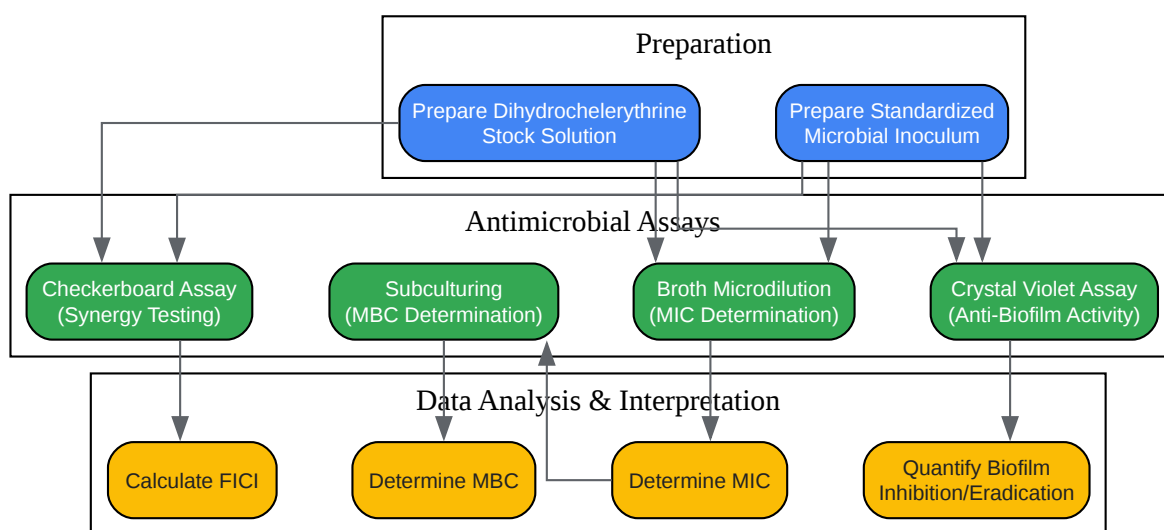 Preparation
Prepare Dihydrochelerythrine
Stock Solution
Prepare Standardized
Microbial Inoculum
Antimicrobial Assays
Checkerboard Assay
(Synergy Testing)
Subculturing
(MBC Determination)
Broth Microdilution
(MIC Determination)
Crystal Violet Assay
(Anti-Biofilm Activity)
Data Analysis & Interpretation
Calculate FICI
Determine MBC
Determine MIC
Quantify Biofilm
Inhibition/Eradication